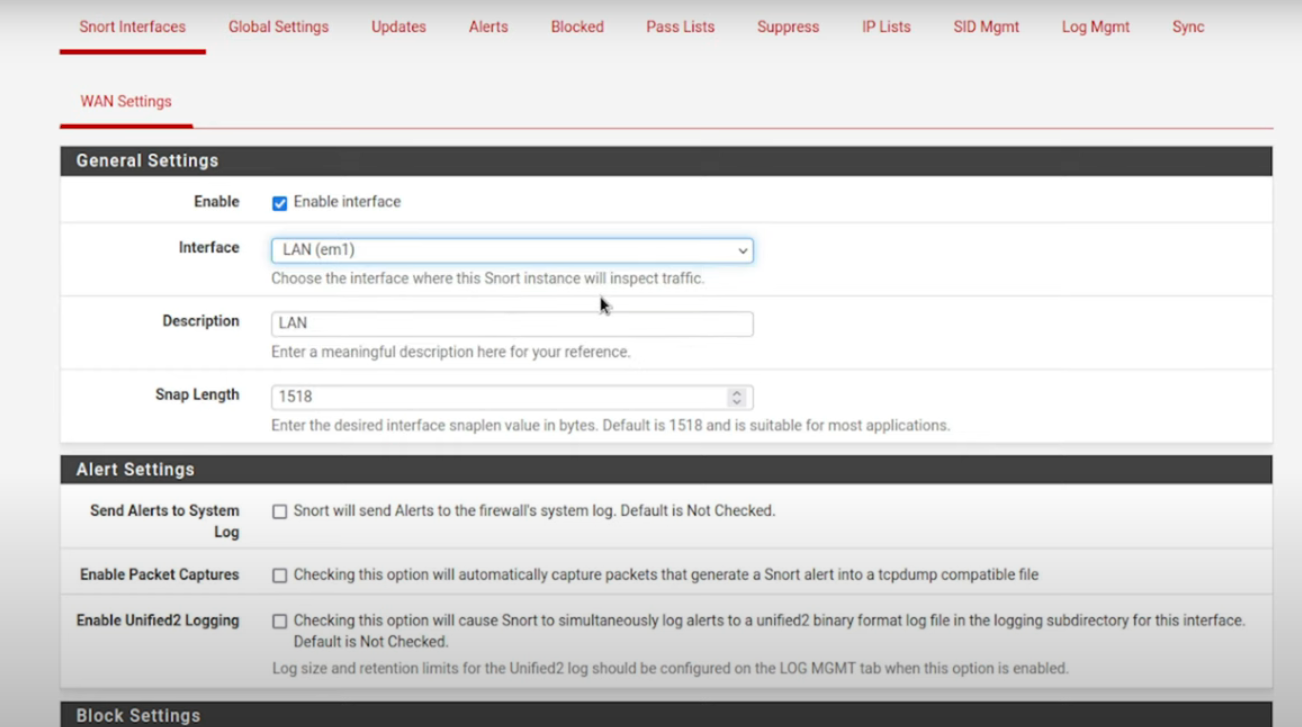 Snort Interfaces Global Settings Updates Alerts Blocked Pass Lists Suppress IP Lists SID Mgmt Log Mgmt Sync
WAN Settings
General Settings
Enable Enable interface
Interface LAN (em1)
Choose the interface where this Snort instance will inspect traffic.
Description LAN
Enter a meaningful description here for your reference.
Snap Length 1518
Enter the desired interface snaplen value in bytes. Default is 1518 and is suitable for most applications.
Alert Settings
Send Alerts to System Snort will send Alerts to the firewall's system log. Default is Not Checked.
Log
Enable Packet Captures Checking this option will automatically capture packets that generate a Snort alert into a tcpdump compatible file
Enable Unified2 Logging Checking this option will cause Snort to simultaneously log alerts to a unified2 binary format log file in the logging subdirectory for this interface.
Default is Not Checked.
Log size and retention limits for the Unified2 log should be configured on the LOG MGMT tab when this option is enabled.
Block Settings